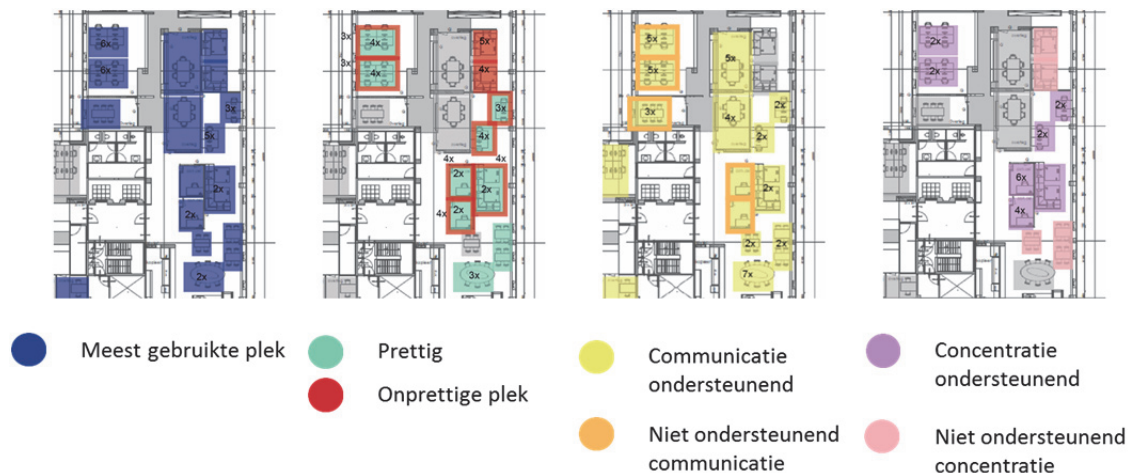 6x
6x
3x
5x
2x
2x
2x
3x
4x
3x
4x
5x
4x
3x
4x
4x
4x
2x
2x
4x
2x
3x
5x
5x
5x
3x
4x
2x
2x
2x
2x
2x
7x
2x
2x
2x
2x
6x
4x
Meest gebruikte plek
Prettig
Onprettige plek
Communicatie
ondersteunend
Niet ondersteunend
communicatie
Concentratie
ondersteunend
Niet ondersteunend
concentratie